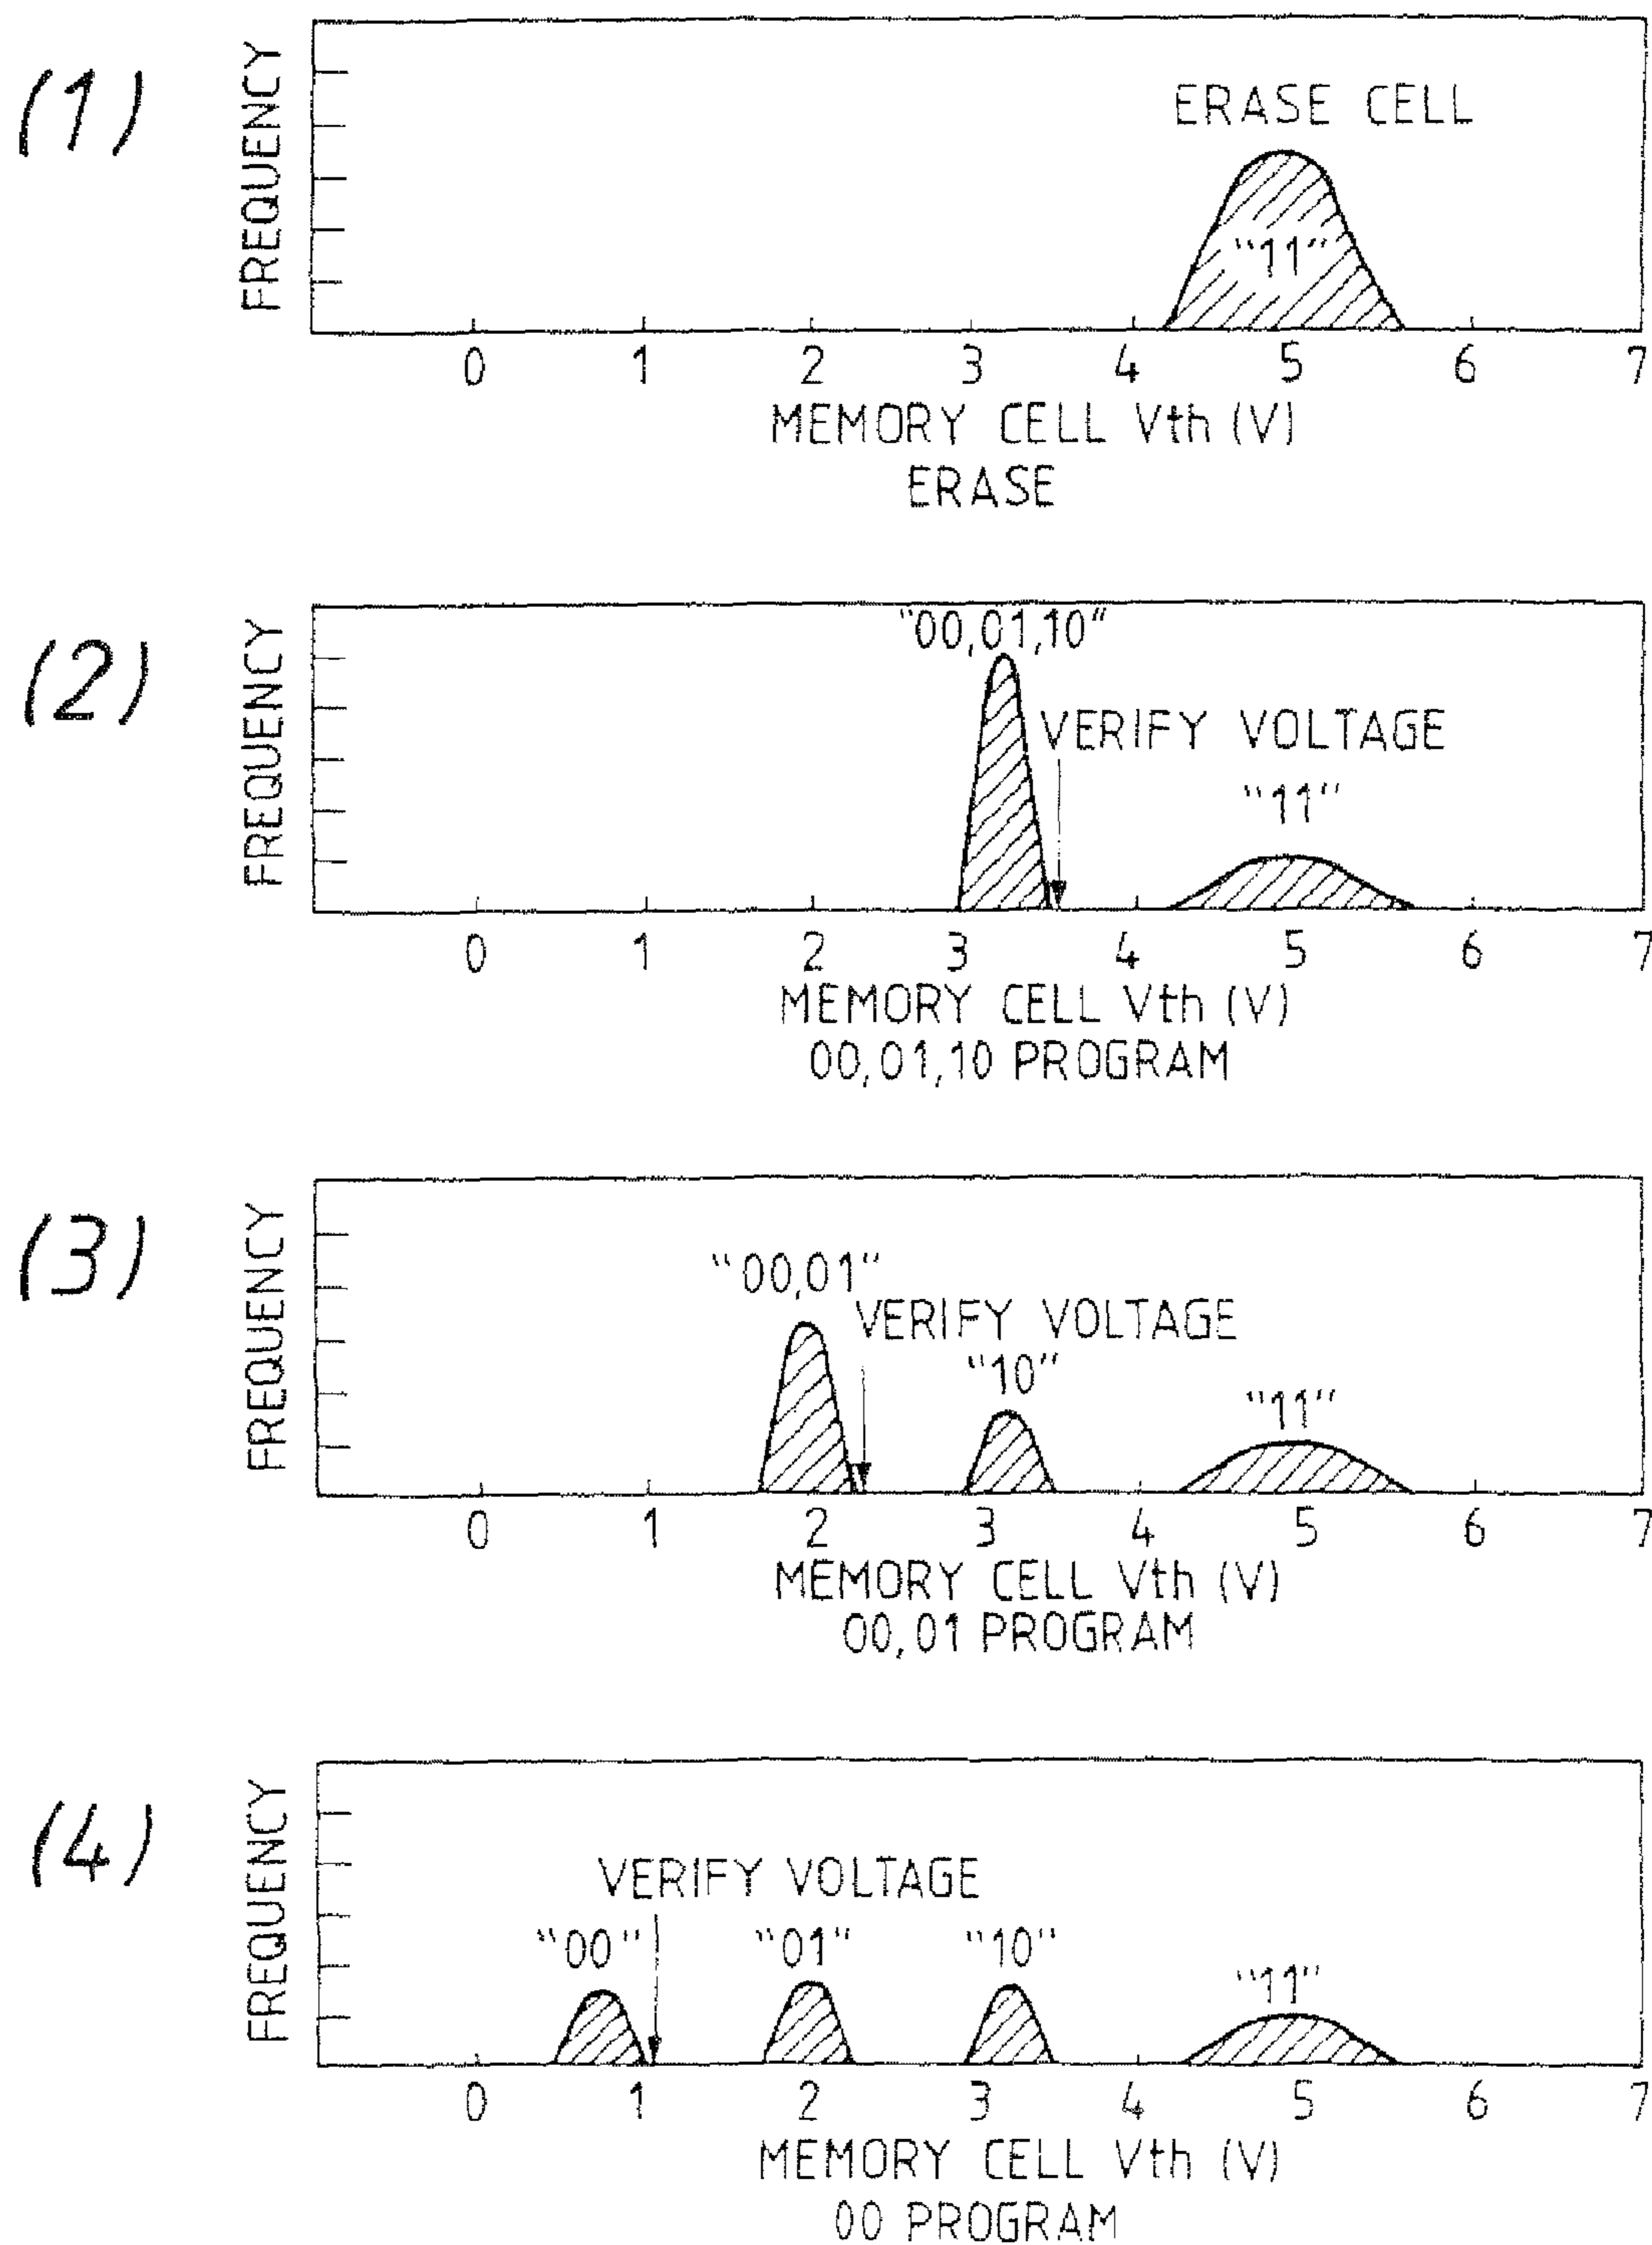 (1)
FREQUENCY
ERASE CELL
"11"
0 1 2 3 4 5 6 7
MEMORY CELL Vth (V)
ERASE
(2)
FREQUENCY
"00,01,10"
VERIFY VOLTAGE
"11"
0 1 2 3 4 5 6 7
MEMORY CELL Vth (V)
00,01,10 PROGRAM
(3)
FREQUENCY
"00,01"
VERIFY VOLTAGE
"10"
"11"
0 1 2 3 4 5 6 7
MEMORY CELL Vth (V)
00,01 PROGRAM
(4)
FREQUENCY
VERIFY VOLTAGE
"00" "01" "10"
"11"
0 1 2 3 4 5 6 7
MEMORY CELL Vth (V)
00 PROGRAM